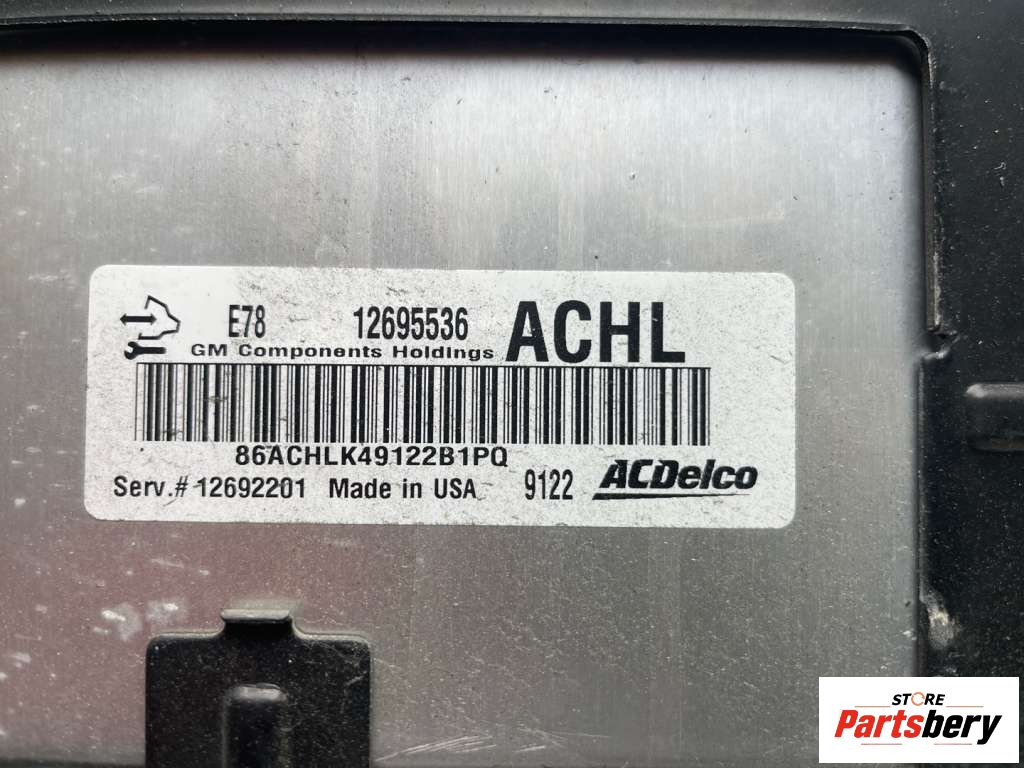 E78 12695536 ACHL
GM Components Holdings
86ACHLK49122B1PQ
Serv.# 12692201 Made in USA 9122 ACDelco
STORE
Partsbery